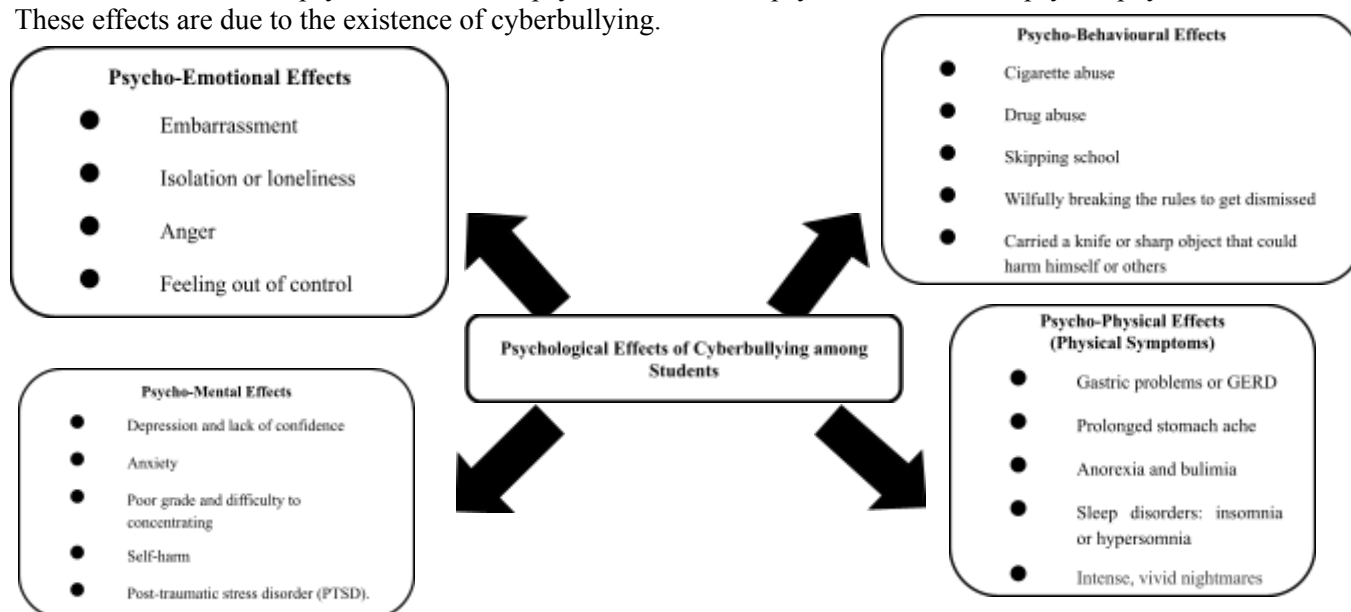 These effects are due to the existence of cyberbullying.
Psycho-Emotional Effects
● Embarrassment
● Isolation or loneliness
● Anger
● Feeling out of control
Psycho-Behavioural Effects
● Cigarette abuse
● Drug abuse
● Skipping school
● Wilfully breaking the rules to get dismissed
● Carried a knife or sharp object that could
harm himself or others
Psychological Effects of Cyberbullying among
Students
Psycho-Mental Effects
● Depression and lack of confidence
● Anxiety
● Poor grade and difficulty to
concentrating
● Self-harm
● Post-traumatic stress disorder (PTSD).
Psycho-Physical Effects
(Physical Symptoms)
● Gastric problems or GERD
● Prolonged stomach ache
● Anorexia and bulimia
● Sleep disorders: insomnia
or hypersomnia
● Intense, vivid nightmares